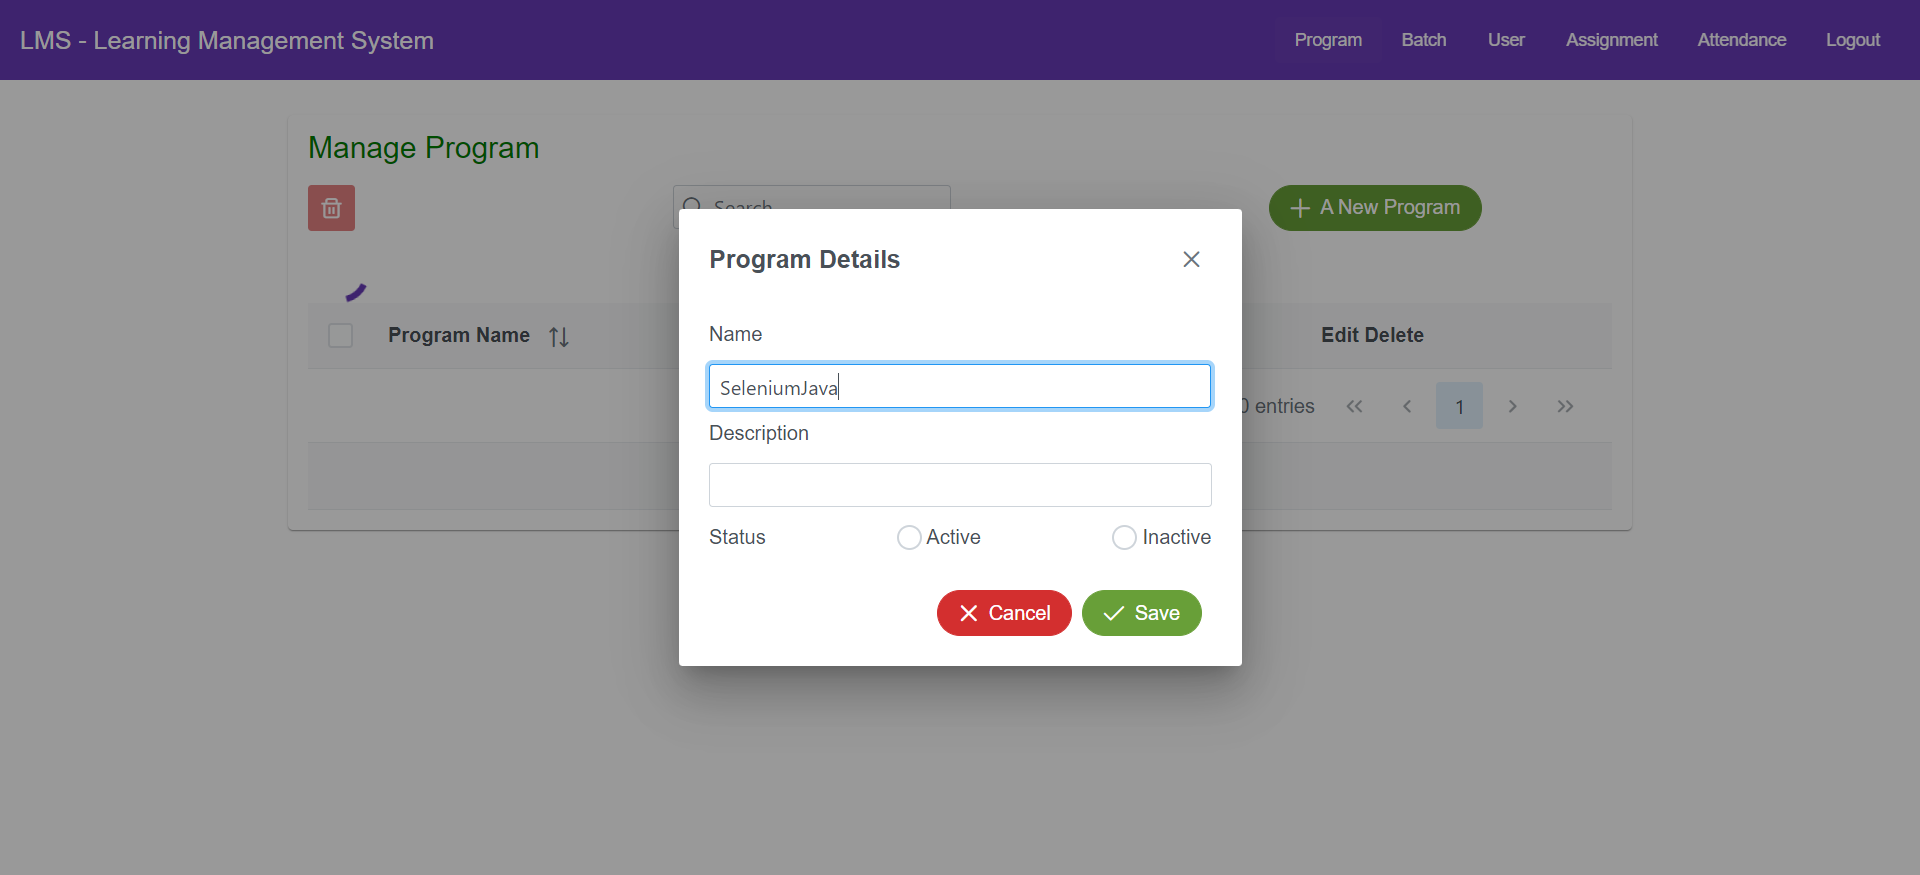 LMS - Learning Management System
Program Batch User Assignment Attendance Logout
Manage Program
Search
A New Program
Program Details
Name
Program Name
Edit Delete
SeleniumJava
entries
1
Description
Status Active Inactive
Cancel Save